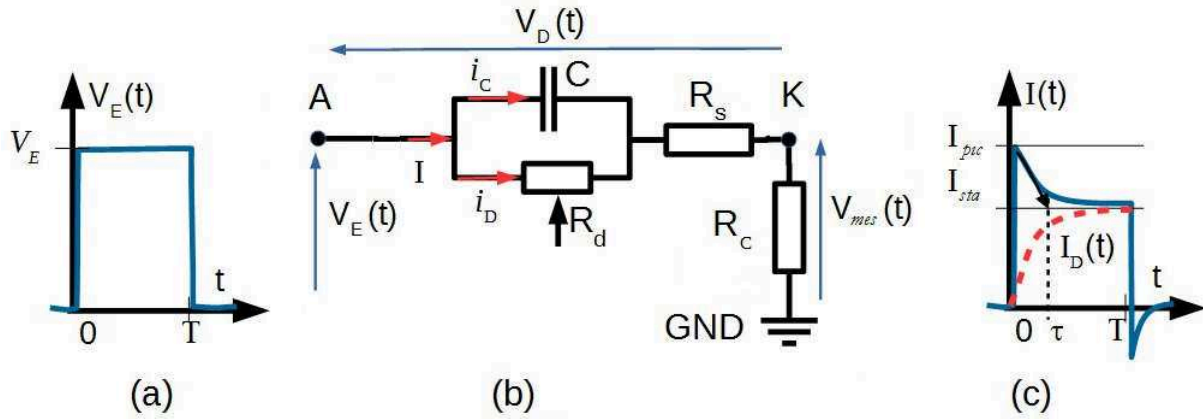 V_E(t)
V_E
t
0
T
(a)
V_D(t)
i_C
C
A
R_s
K
I
i_D
R_d
V_E(t)
R_C
V_mes(t)
GND
(b)
I(t)
I_pic
I_sta
I_D(t)
t
0
τ
T
(c)